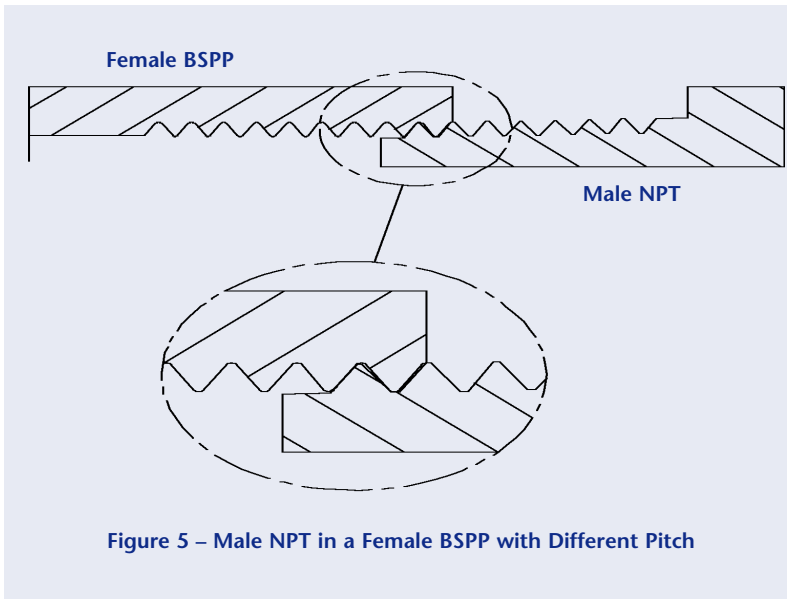 Female BSPP
Male NPT
Figure 5 – Male NPT in a Female BSPP with Different Pitch